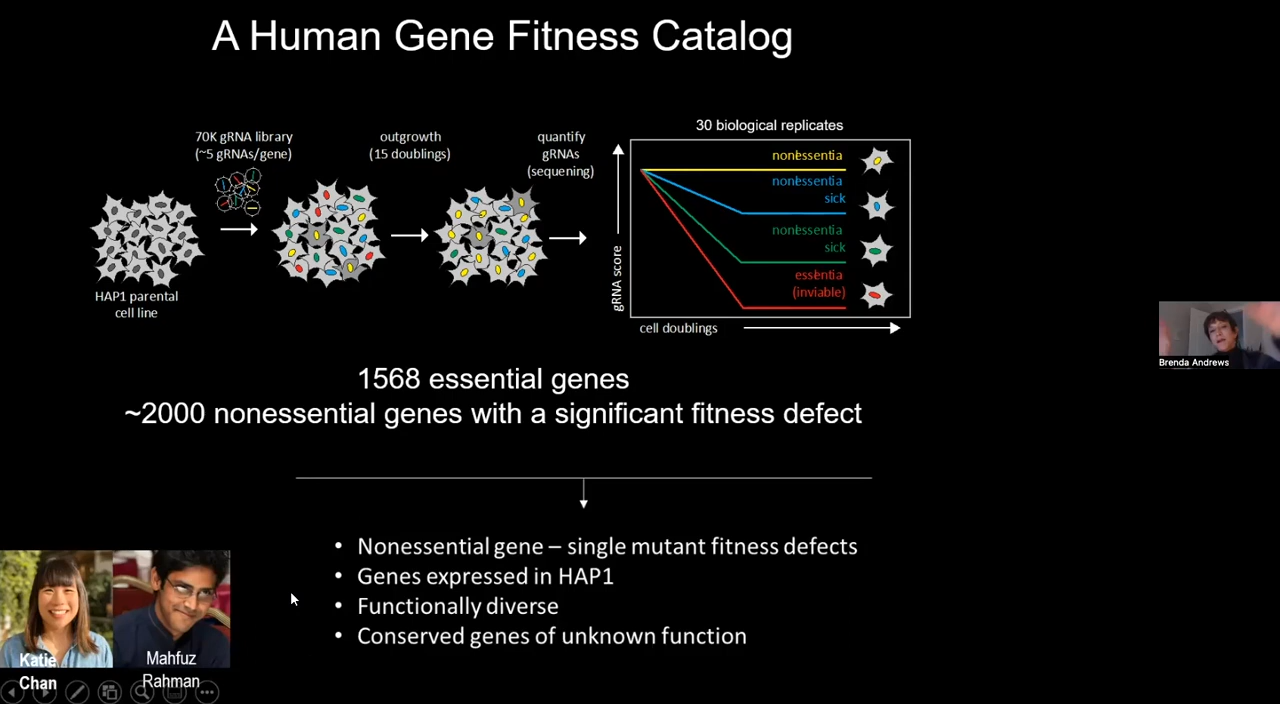 A Human Gene Fitness Catalog
70K gRNA library
(~5 gRNAs/gene)
outgrowth
(15 doublings)
quantify
gRNAs
(sequening)
30 biological replicates
HAP1 parental
cell line
gRNA score
nonessentia
nonessentia
sick
nonessentia
sick
essentia
(inviable)
cell doublings
Brenda Andrews
1568 essential genes
~2000 nonessential genes with a significant fitness defect
• Nonessential gene – single mutant fitness defects
• Genes expressed in HAP1
• Functionally diverse
• Conserved genes of unknown function
Katie
Chan
Mahfuz
Rahman